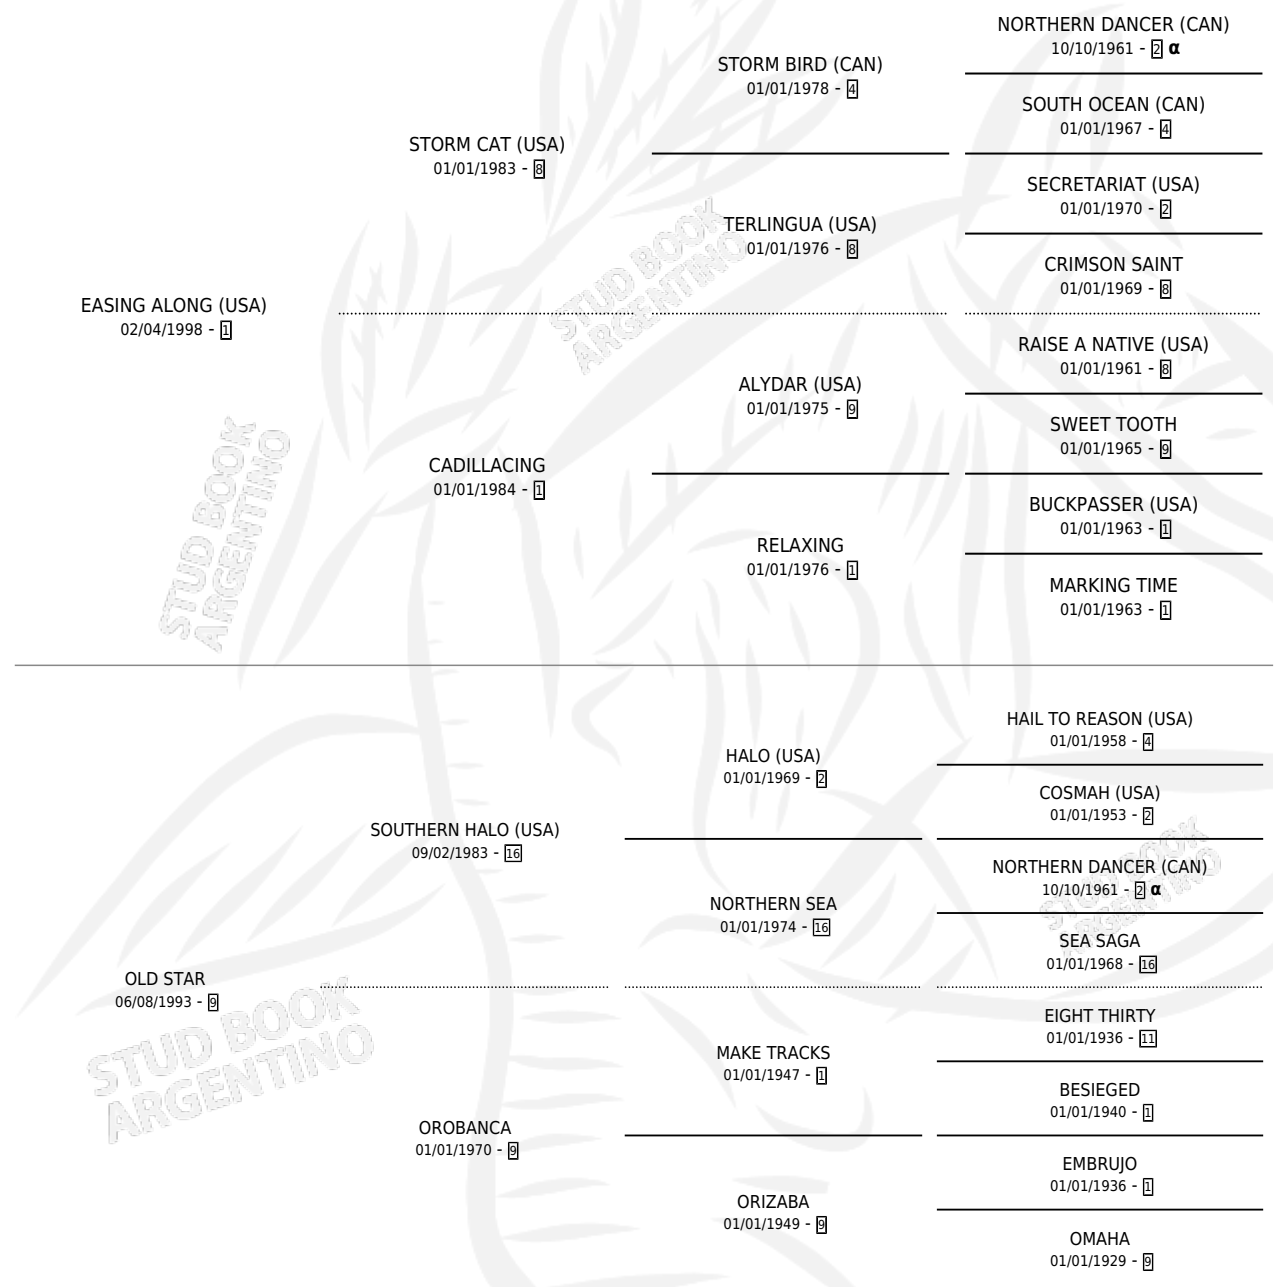 NORTHERN DANCER (CAN)
10/10/1961 - 2 α
STORM BIRD (CAN)
01/01/1978 - 4
SOUTH OCEAN (CAN)
01/01/1967 - 4
STORM CAT (USA)
01/01/1983 - 8
SECRETARIAT (USA)
01/01/1970 - 2
TERLINGUA (USA)
01/01/1976 - 8
CRIMSON SAINT
01/01/1969 - 8
EASING ALONG (USA)
02/04/1998 - 1
RAISE A NATIVE (USA)
01/01/1961 - 8
ALYDAR (USA)
01/01/1975 - 9
SWEET TOOTH
01/01/1965 - 9
CADILLACING
01/01/1984 - 1
BUCKPASSER (USA)
01/01/1963 - 1
RELAXING
01/01/1976 - 1
MARKING TIME
01/01/1963 - 1
HAIL TO REASON (USA)
01/01/1958 - 4
HALO (USA)
01/01/1969 - 2
COSMAH (USA)
01/01/1953 - 2
SOUTHERN HALO (USA)
09/02/1983 - 16
NORTHERN DANCER (CAN)
10/10/1961 - 2 α
NORTHERN SEA
01/01/1974 - 16
SEA SAGA
01/01/1968 - 16
OLD STAR
06/08/1993 - 9
EIGHT THIRTY
01/01/1936 - 11
MAKE TRACKS
01/01/1947 - 1
BESIEGED
01/01/1940 - 1
OROBANCA
01/01/1970 - 9
EMBRUJO
01/01/1936 - 1
ORIZABA
01/01/1949 - 9
OMAHA
01/01/1929 - 9
STUD BOOK
ARGENTINO
STUD BOOK
ARGENTINO
STUD BOOK
ARGENTINO
STUD BOOK
ARGENTINO